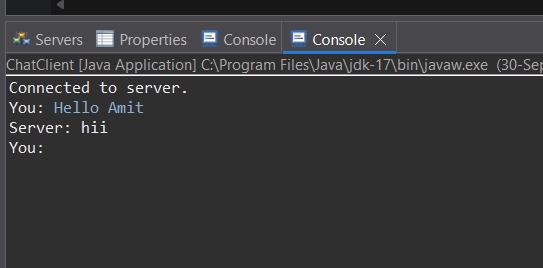 Servers Properties Console Console
ChatClient [Java Application] C:\Program Files\Java\jdk-17\bin\javaw.exe (30-Sep
Connected to server.
You: Hello Amit
Server: hii
You: